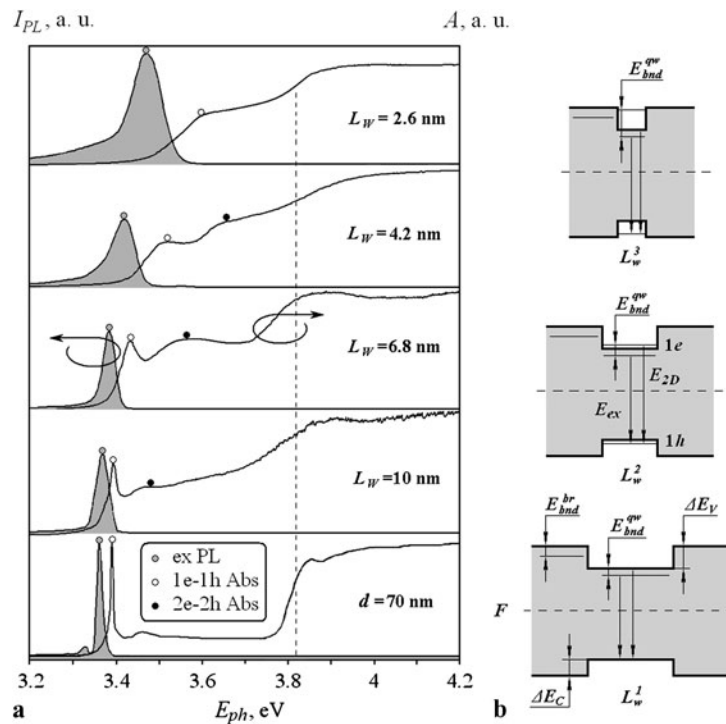 I_PL, a. u.
A, a. u.
L_W = 2.6 nm
L_W = 4.2 nm
L_W = 6.8 nm
L_W =10 nm
ex PL
1e-1h Abs
2e-2h Abs
d = 70 nm
3.2 3.4 3.6 3.8 4.0 4.2
a
E_ph, eV
E_bnd^qw
L_w^3
E_bnd^qw
1e
E_2D
E_ex
1h
L_w^2
E_bnd^br
E_bnd^qw
ΔE_V
F
ΔE_C
L_w^1
b